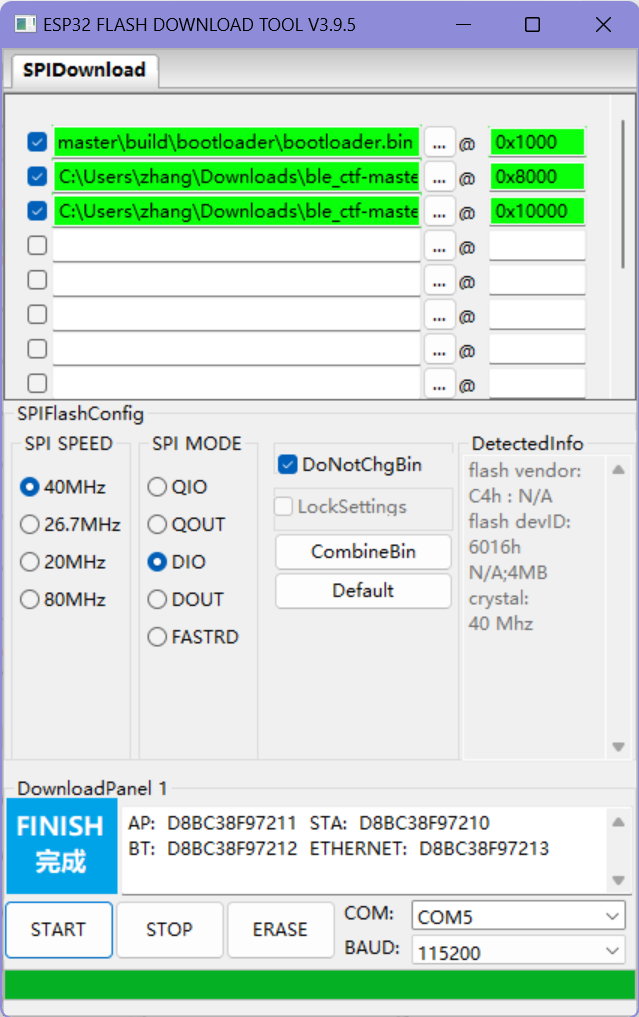 ESP32 FLASH DOWNLOAD TOOL V3.9.5
SPIDownload
master\build\bootloader\bootloader.bin ... @ 0x1000
C:\Users\zhang\Downloads\ble_ctf-maste ... @ 0x8000
C:\Users\zhang\Downloads\ble_ctf-maste ... @ 0x10000
... @
... @
... @
... @
... @
SPIFlashConfig
SPI SPEED
40MHz
26.7MHz
20MHz
80MHz
SPI MODE
QIO
QOUT
DIO
DOUT
FASTRD
DoNotChgBin
LockSettings
CombineBin
Default
DetectedInfo
flash vendor:
C4h : N/A
flash devID:
6016h
N/A;4MB
crystal:
40 Mhz
DownloadPanel 1
FINISH
完成
AP: D8BC38F97211 STA: D8BC38F97210
BT: D8BC38F97212 ETHERNET: D8BC38F97213
START
STOP
ERASE
COM: COM5
BAUD: 115200